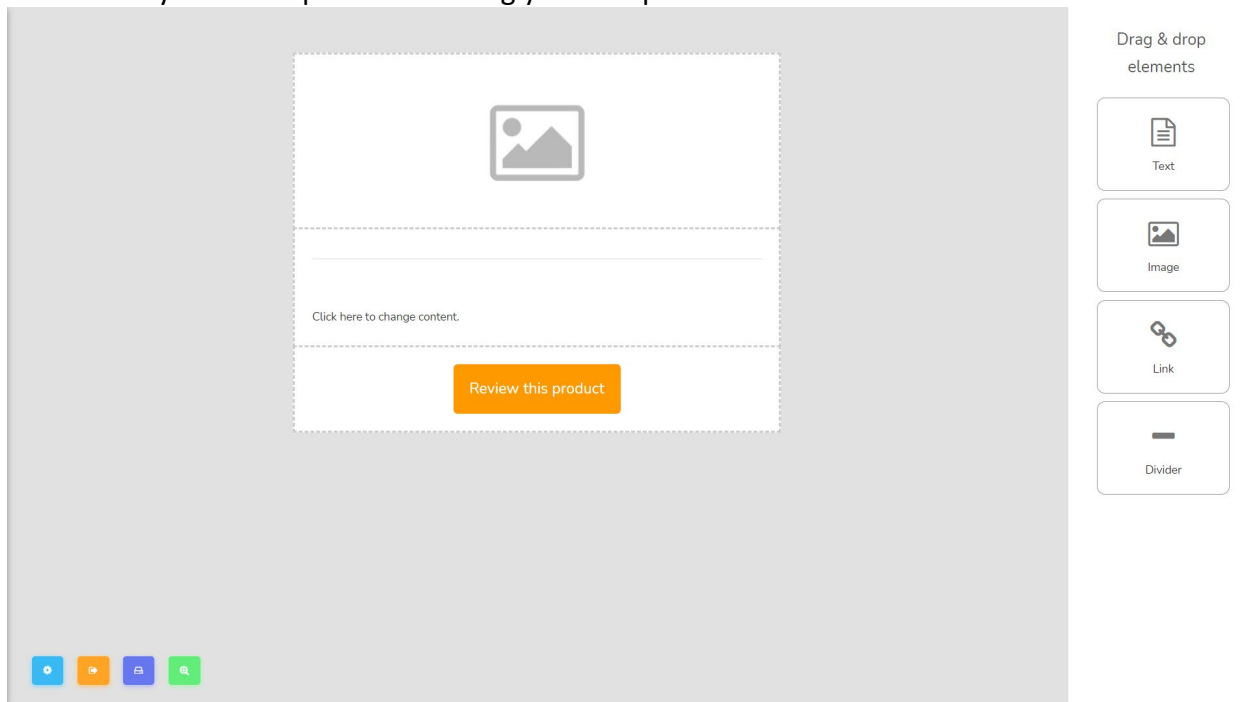 Drag & drop
elements
Text
Image
Click here to change content.
Link
Review this product
Divider